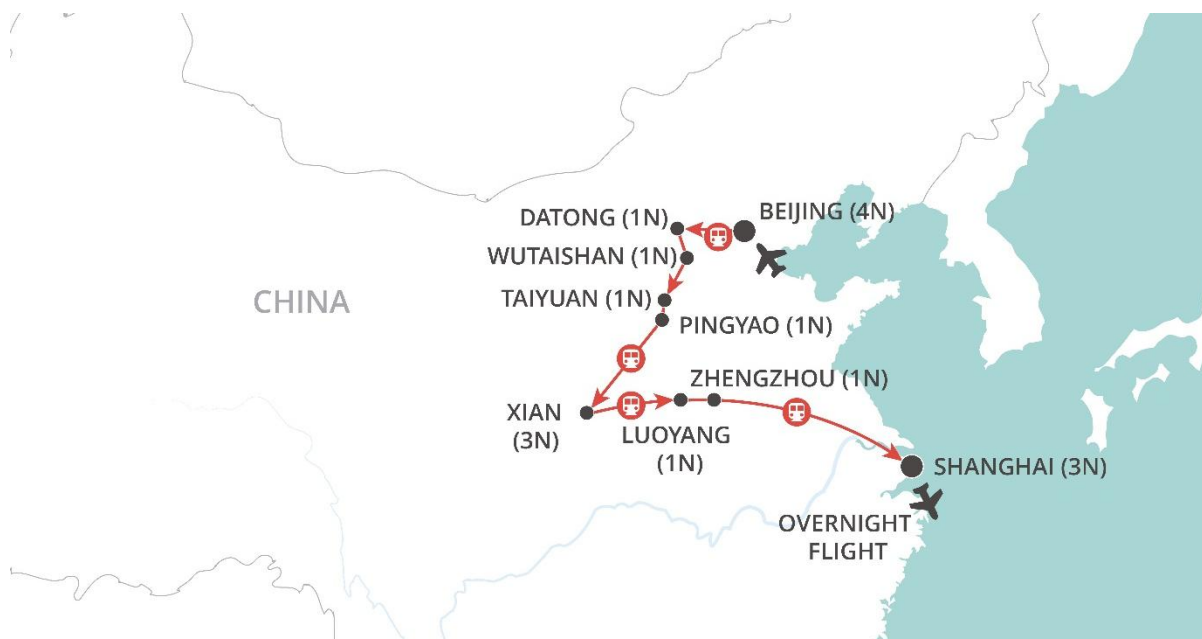 DATONG (1N)
BEIJING (4N)
WUTAISHAN (1N)
TAIYUAN (1N)
CHINA
PINGYAO (1N)
ZHENGZHOU (1N)
XIAN
(3N)
LUOYANG
(1N)
SHANGHAI (3N)
OVERNIGHT
FLIGHT